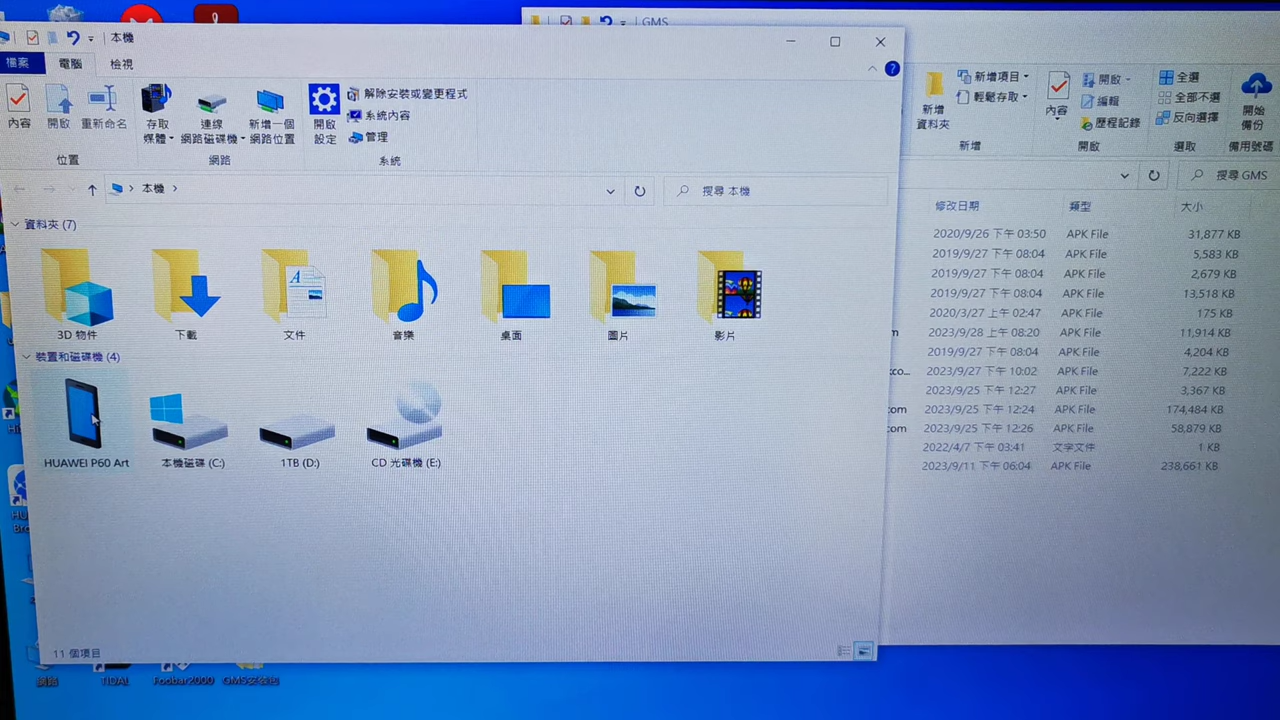 GMS
本機
檔案 電腦 檢視
內容
開啟
重新命名
位置
存取
媒體
連線
網路磁碟機
新增一個
網路位置
網路
開啟
設定
解除安裝或變更程式
系統內容
管理
系統
本機
搜尋 本機
資料夾 (7)
3D 物件
下載
文件
音樂
桌面
圖片
影片
裝置和磁碟機 (4)
HUAWEI P60 Art
本機磁碟 (C:)
1TB (D:)
CD 光碟機 (E:)
11 個項目
新增
資料夾
新增項目
輕鬆存取
新增
內容
開啟
編輯
歷程記錄
開啟
全選
全部不選
反向選擇
選取
開始
備份
備用號碼
搜尋 GMS
修改日期 類型 大小
2020/9/26 下午 03:50 APK File 31,877 KB
2019/9/27 下午 08:04 APK File 5,583 KB
2019/9/27 下午 08:04 APK File 2,679 KB
2019/9/27 下午 08:04 APK File 13,518 KB
2020/3/27 上午 02:47 APK File 175 KB
2023/9/28 上午 08:20 APK File 11,914 KB
2019/9/27 下午 08:04 APK File 4,204 KB
2023/9/27 下午 10:02 APK File 7,222 KB
2023/9/25 下午 12:27 APK File 3,367 KB
com 2023/9/25 下午 12:24 APK File 174,484 KB
com 2023/9/25 下午 12:26 APK File 58,879 KB
2022/4/7 下午 03:41 文字文件 1 KB
2023/9/11 下午 06:04 APK File 238,661 KB
網路
TIDAL
Foobar2000
GMS安裝包